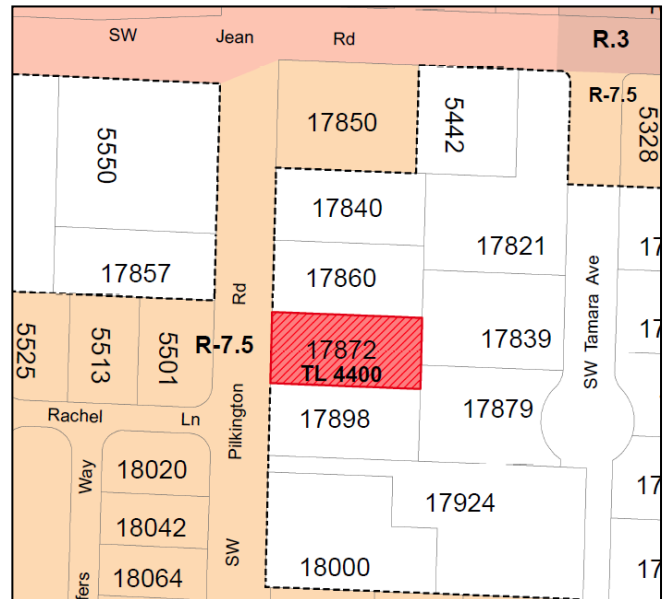 SW Jean Rd
R.3
R-7.5
17850
5442
5328
5550
17840
17821
17857
17860
Rd
SW Tamara Ave
5525
5513
5501
R-7.5
17872
TL 4400
17839
Rachel Ln
Pilkington
17898
17879
Way
18020
17924
18042
SW
18000
18064